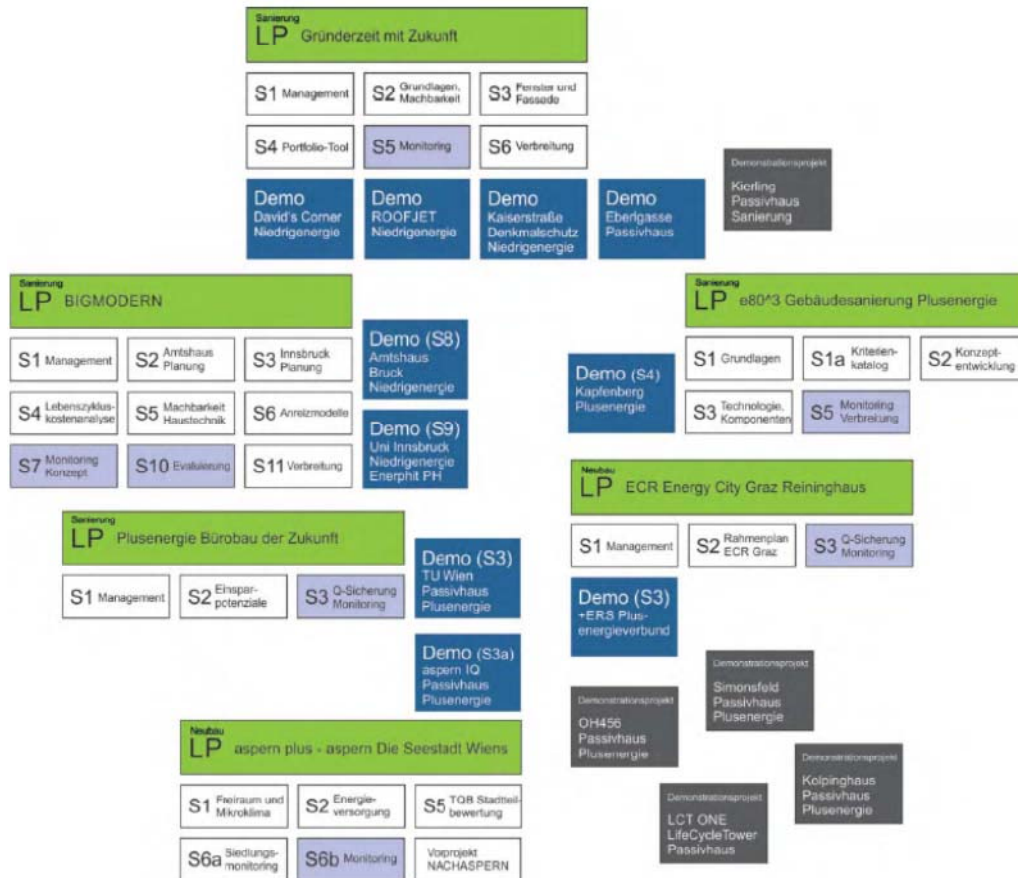 Sanierung
LP Gründerzeit mit Zukunft
S1 Management
S2 Grundlagen,
Machbarkeit
S3 Fenster und
Fassade
S4 Portfolio-Tool
S5 Monitoring
S6 Verbreitung
Demo
David's Corner
Niedrigenergie
Demo
ROOFJET
Niedrigenergie
Demo
Kaiserstraße
Denkmalschutz
Niedrigenergie
Demo
Eberlgasse
Passivhaus
Demonstrationsprojekt
Kierling
Passivhaus
Sanierung
Sanierung
LP BIGMODERN
S1 Management
S2 Amtshaus
Planung
S3 Innsbruck
Planung
S4 Lebenszyklus-
kostenanalyse
S5 Machbarkeit
Haustechnik
S6 Anreizmodelle
S7 Monitoring
Konzept
S10 Evaluierung
S11 Verbreitung
Demo (S8)
Amtshaus
Bruck
Niedrigenergie
Demo (S9)
Uni Innsbruck
Niedrigenergie
Enerphit PH
Sanierung
LP e80^3 Gebäudesanierung Plusenergie
S1 Grundlagen
S1a Kriterien-
katalog
S2 Konzept-
entwicklung
S3 Technologie,
Komponenten
S5 Monitoring
Verbreitung
Demo (S4)
Kapfenberg
Plusenergie
Neubau
LP ECR Energy City Graz Reininghaus
S1 Management
S2 Rahmenplan
ECR Graz
S3 Q-Sicherung
Monitoring
Demo (S3)
+ERS Plus-
energieverbund
Sanierung
LP Plusenergie Bürobau der Zukunft
S1 Management
S2 Einspar-
potenziale
S3 Q-Sicherung
Monitoring
Demo (S3)
TU Wien
Passivhaus
Plusenergie
Demo (S3a)
aspern IQ
Passivhaus
Plusenergie
Neubau
LP aspern plus - aspern Die Seestadt Wiens
S1 Freiraum und
Mikroklima
S2 Energie-
versorgung
S5 TQB Stadtteil-
bewertung
S6a Siedlungs-
monitoring
S6b Monitoring
Vorprojekt
NACHASPERN
Demonstrationsprojekt
OH456
Passivhaus
Plusenergie
Demonstrationsprojekt
Simonsfeld
Passivhaus
Plusenergie
Demonstrationsprojekt
Kolpinghaus
Passivhaus
Plusenergie
Demonstrationsprojekt
LCT ONE
LifeCycleTower
Passivhaus